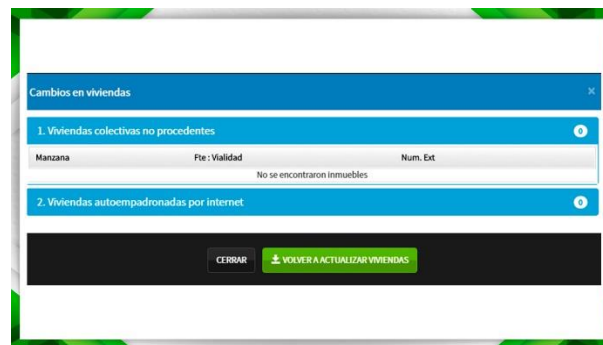 Cambios en viviendas ×
1. Viviendas colectivas no procedentes 0
Manzana Fte : Vialidad Num. Ext
No se encontraron inmuebles
2. Viviendas autoempadronadas por internet 0
CERRAR VOLVER A ACTUALIZAR VIVIENDAS